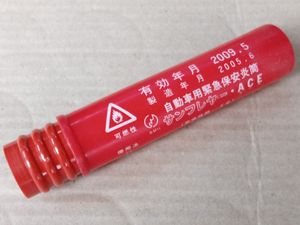 有効年月 2009.5
製造年月 2005.6
自動車用緊急保安炎筒
サンフレヤー・ACE
可燃性